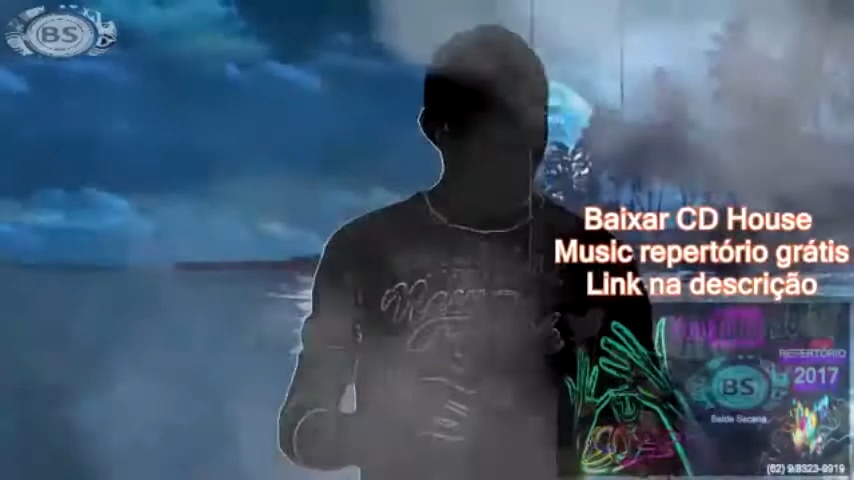 BS
Baixar CD House
Music repertório grátis
Link na descrição
REPERTÓRIO
2017
BS
(62) 9.8323-9919